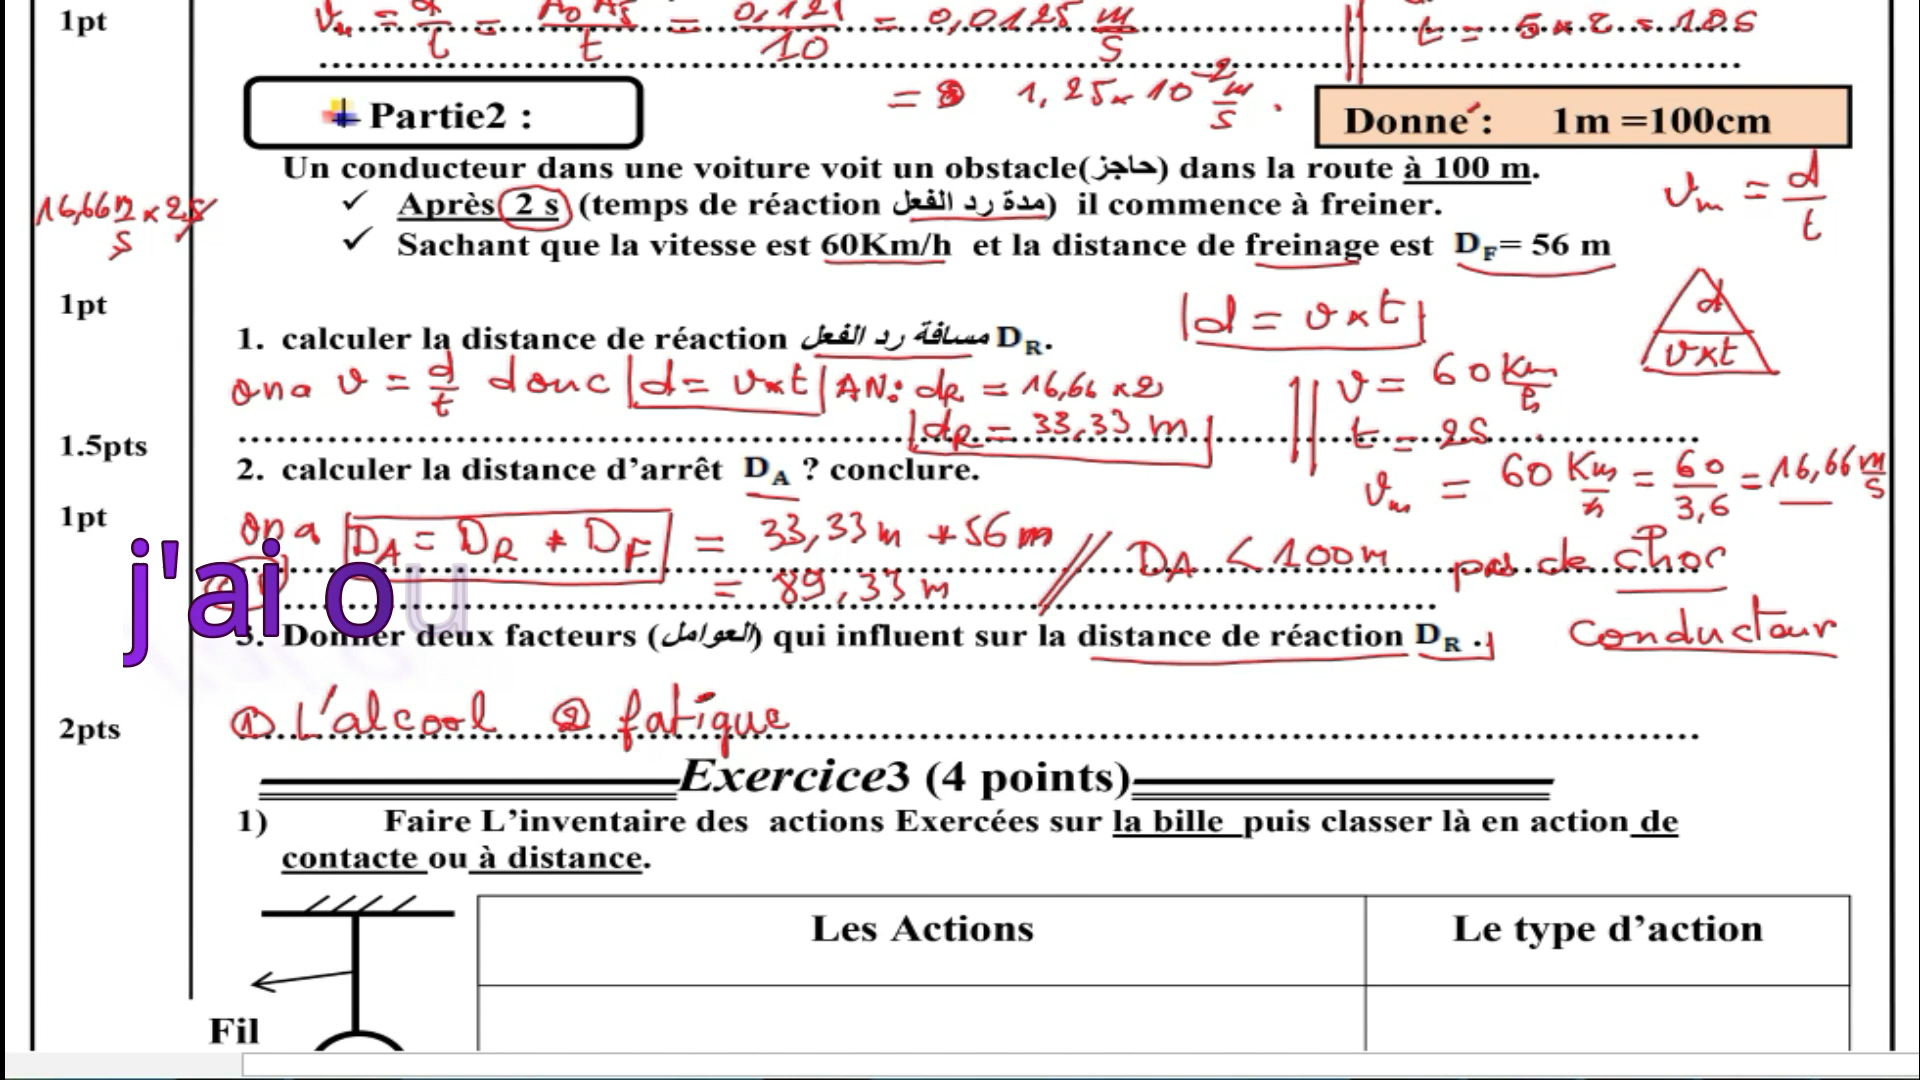 1pt
Vm = d/t = A0A5/t = 0,125/10 = 0,0125 m/s
t = 5 × 2 = 10s
= 1,25×10^-2 m/s .
Partie2 :
Donné : 1m =100cm
Un conducteur dans une voiture voit un obstacle(حاجز) dans la route à 100 m.
vm = d/t
16,66 m/s × 2s
✓ Après 2 s (temps de réaction مدة رد الفعل) il commence à freiner.
✓ Sachant que la vitesse est 60Km/h et la distance de freinage est DF= 56 m
1pt
d = v×t
d
v×t
1. calculer la distance de réaction مسافة رد الفعل DR.
ona v = d/t donc d = v×t AN: dR = 16,66 ×2
dR = 33,33 m
v = 60 Km/h
t = 2s
1.5pts
2. calculer la distance d’arrêt DA ? conclure.
vm = 60 Km/h = 60/3,6 = 16,66 m/s
1pt
ona DA = DR + DF = 33,33 m + 56 m
= 89,33 m
DA < 100m pas de choc
j'ai ou
3. Donner deux facteurs (العوامل) qui influent sur la distance de réaction DR .
conducteur
2pts
① L'alcool ② fatigue
Exercice3 (4 points)
1) Faire L’inventaire des actions Exercées sur la bille puis classer là en action de
contacte ou à distance.
Les Actions
Le type d’action
Fil